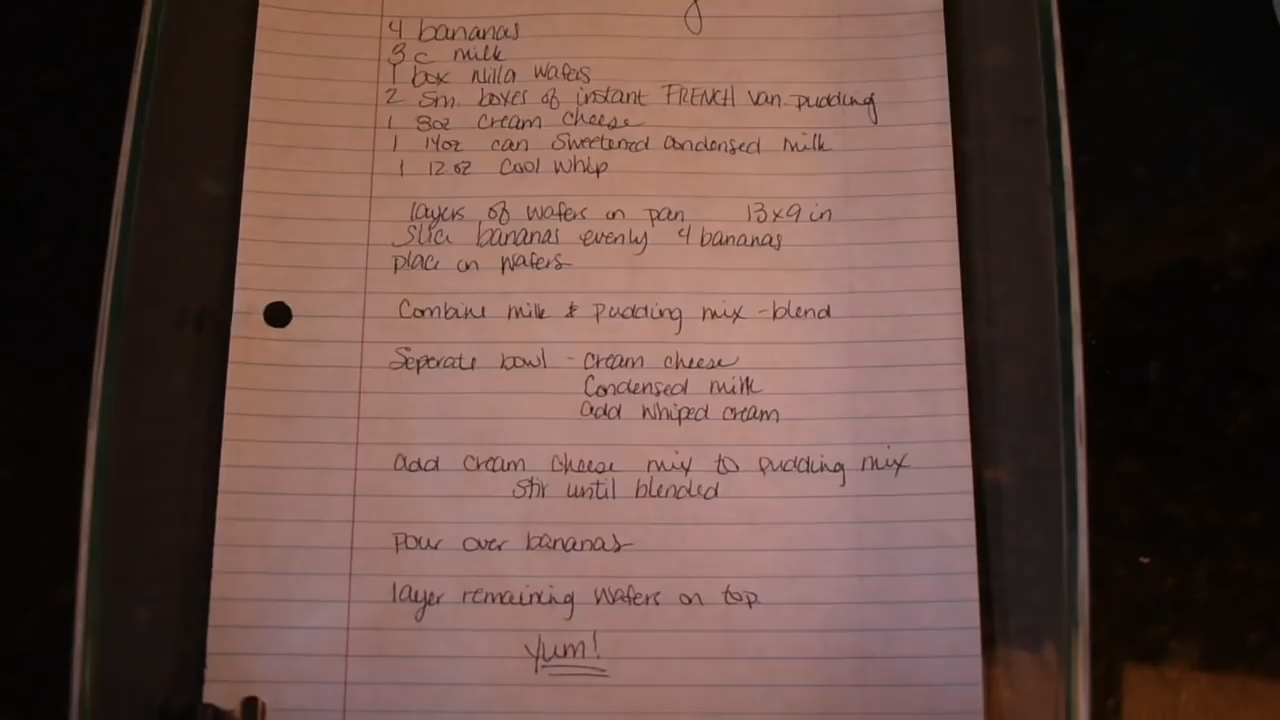 4 bananas
3 c milk
1 box Nilla wafers
2 sm. boxes of instant FRENCH van. pudding
1 8oz cream cheese
1 14oz can Sweetened Condensed Milk
1 12 oz Cool Whip
layers of wafers on pan 13x9 in
Slice bananas evenly 4 bananas
place on wafers
Combine milk & pudding mix - blend
Seperate bowl - cream cheese
Condensed milk
add whiped cream
add cream cheese mix to pudding mix
stir until blended
pour over bananas
layer remaining wafers on top
Yum!